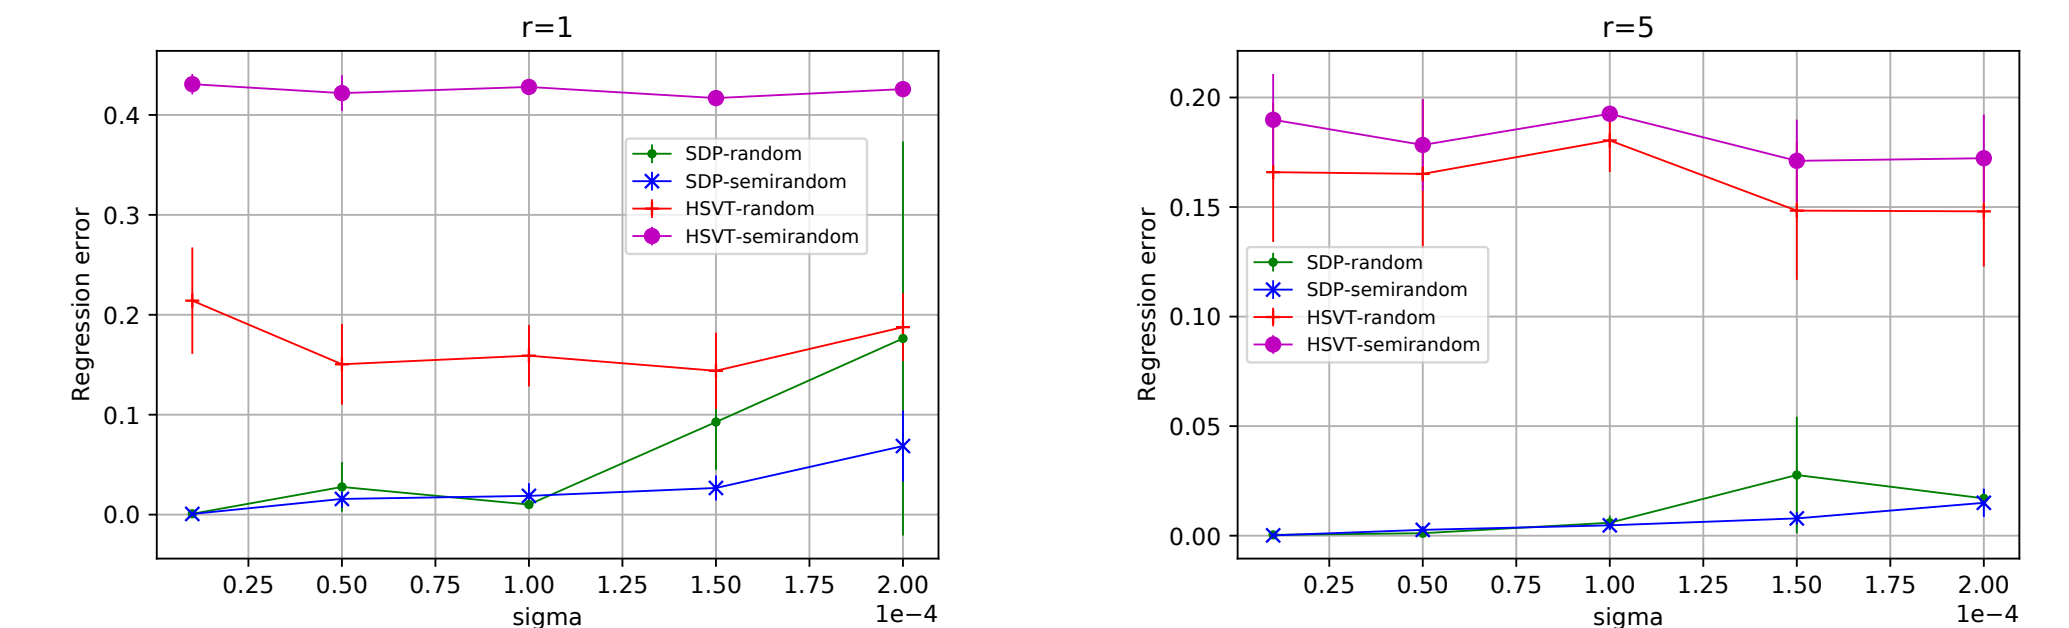 r=1
Regression error
0.4
0.3
0.2
0.1
0.0
SDP-random
SDP-semirandom
HSVT-random
HSVT-semirandom
0.25 0.50 0.75 1.00 1.25 1.50 1.75 2.00
1e−4
sigma
r=5
Regression error
0.20
0.15
0.10
0.05
0.00
SDP-random
SDP-semirandom
HSVT-random
HSVT-semirandom
0.25 0.50 0.75 1.00 1.25 1.50 1.75 2.00
1e−4
sigma